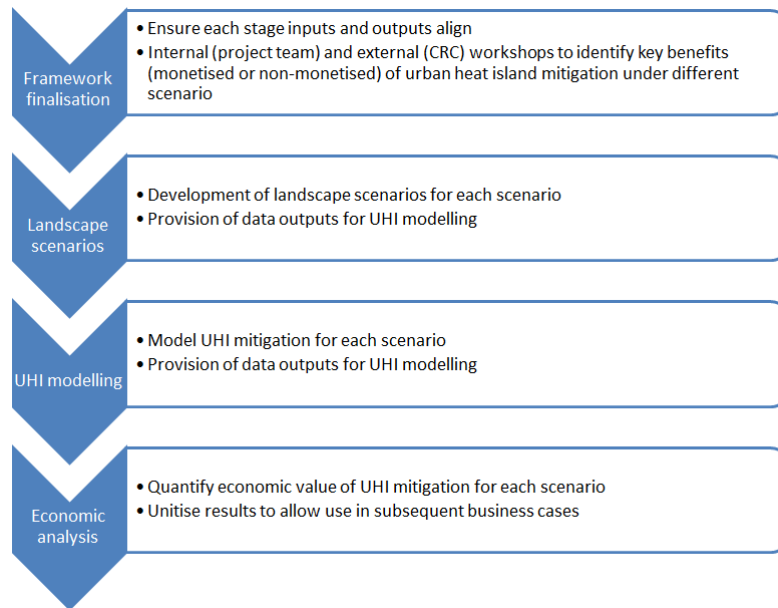 Framework
finalisation
• Ensure each stage inputs and outputs align
• Internal (project team) and external (CRC) workshops to identify key benefits
(monetised or non-monetised) of urban heat island mitigation under different
scenario
Landscape
scenarios
• Development of landscape scenarios for each scenario
• Provision of data outputs for UHI modelling
UHI modelling
• Model UHI mitigation for each scenario
• Provision of data outputs for UHI modelling
Economic
analysis
• Quantify economic value of UHI mitigation for each scenario
• Unitise results to allow use in subsequent business cases